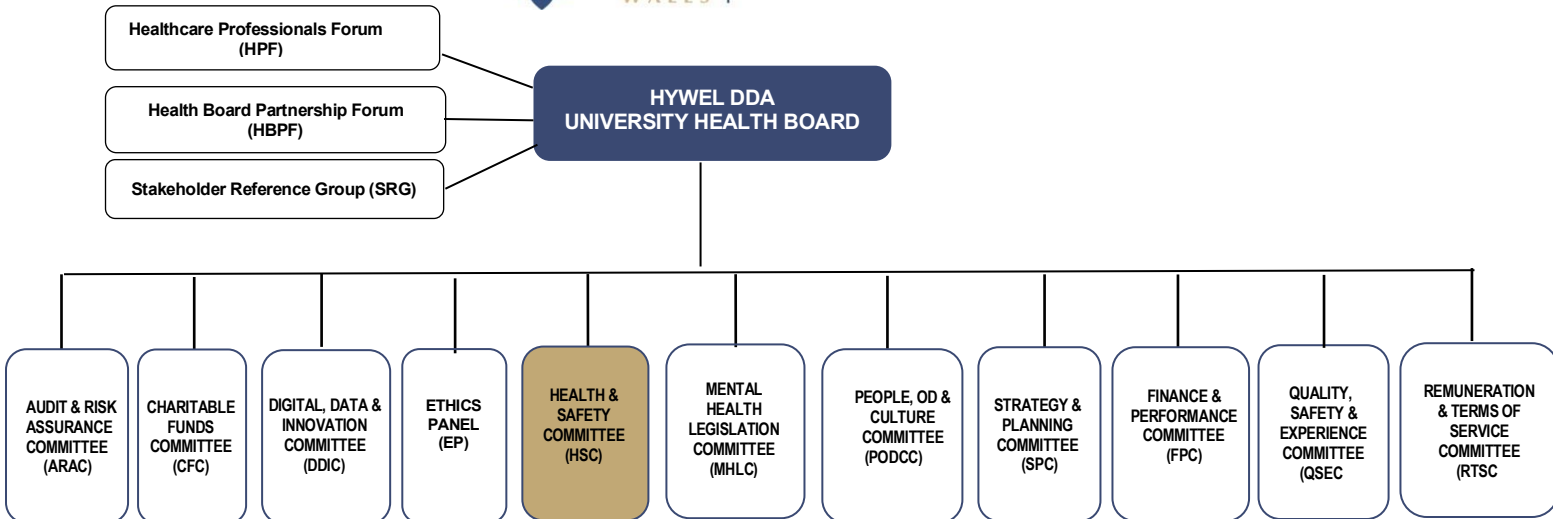 Healthcare Professionals Forum
(HPF)
Health Board Partnership Forum
(HBPF)
Stakeholder Reference Group (SRG)
HYWEL DDA
UNIVERSITY HEALTH BOARD
AUDIT & RISK
ASSURANCE
COMMITTEE
(ARAC)
CHARITABLE
FUNDS
COMMITTEE
(CFC)
DIGITAL, DATA &
INNOVATION
COMMITTEE
(DDIC)
ETHICS
PANEL
(EP)
HEALTH &
SAFETY
COMMITTEE
(HSC)
MENTAL
HEALTH
LEGISLATION
COMMITTEE
(MHLC)
PEOPLE, OD &
CULTURE
COMMITTEE
(PODCC)
STRATEGY &
PLANNING
COMMITTEE
(SPC)
FINANCE &
PERFORMANCE
COMMITTEE
(FPC)
QUALITY,
SAFETY &
EXPERIENCE
COMMITTEE
(QSEC
REMUNERATION
& TERMS OF
SERVICE
COMMITTEE
(RTSC